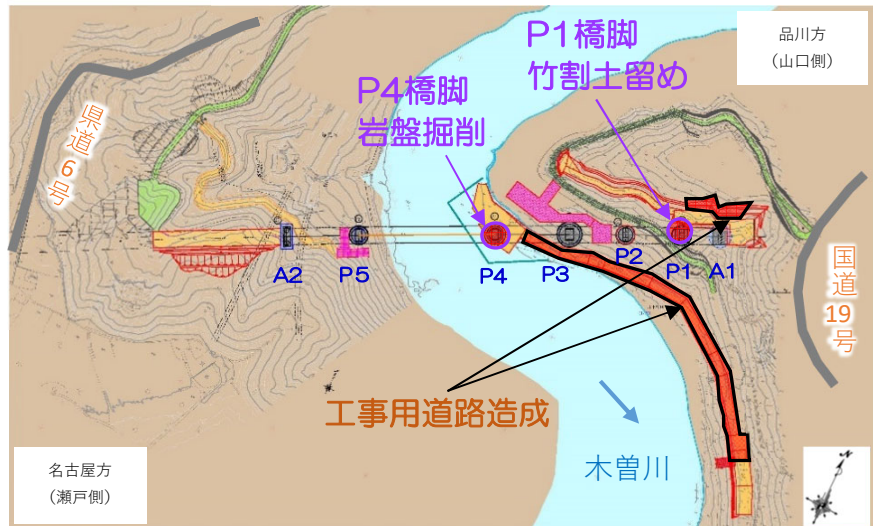 品川方
（山口側）
P1橋脚
竹割土留め
P4橋脚
岩盤掘削
県道6号
国道19号
A2
P5
P4
P3
P2
P1
A1
工事用道路造成
木曽川
名古屋方
（瀬戸側）
N